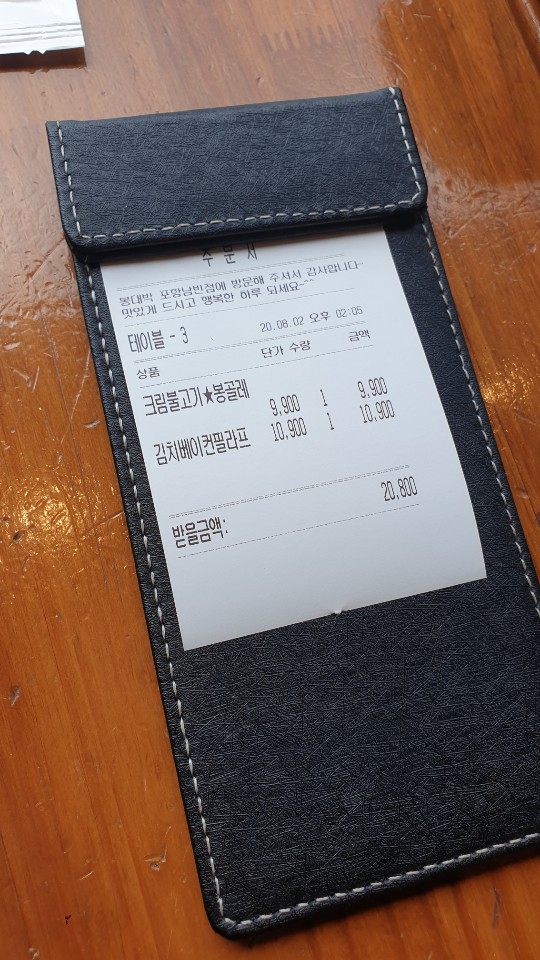 주문서
봉대박 포항남빈점에 방문해 주셔서 감사합니다~
맛있게 드시고 행복한 하루 되세요~^^
테이블 - 3
20.08.02 오후 02:05
상품 단가 수량 금액
크림불고기★봉골레
9,900 1 9,900
김치베이컨필라프
10,900 1 10,900
받을금액: 20,800